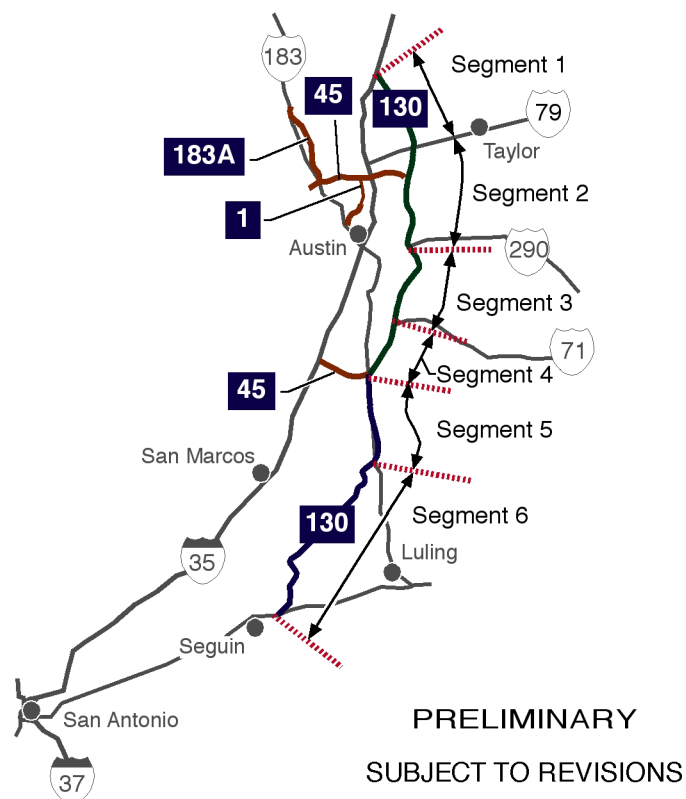 183
Segment 1
45
130
79
183A
Taylor
Segment 2
1
Austin
290
Segment 3
71
Segment 4
45
Segment 5
San Marcos
130
Segment 6
35
Luling
Seguin
San Antonio
PRELIMINARY
37
SUBJECT TO REVISIONS